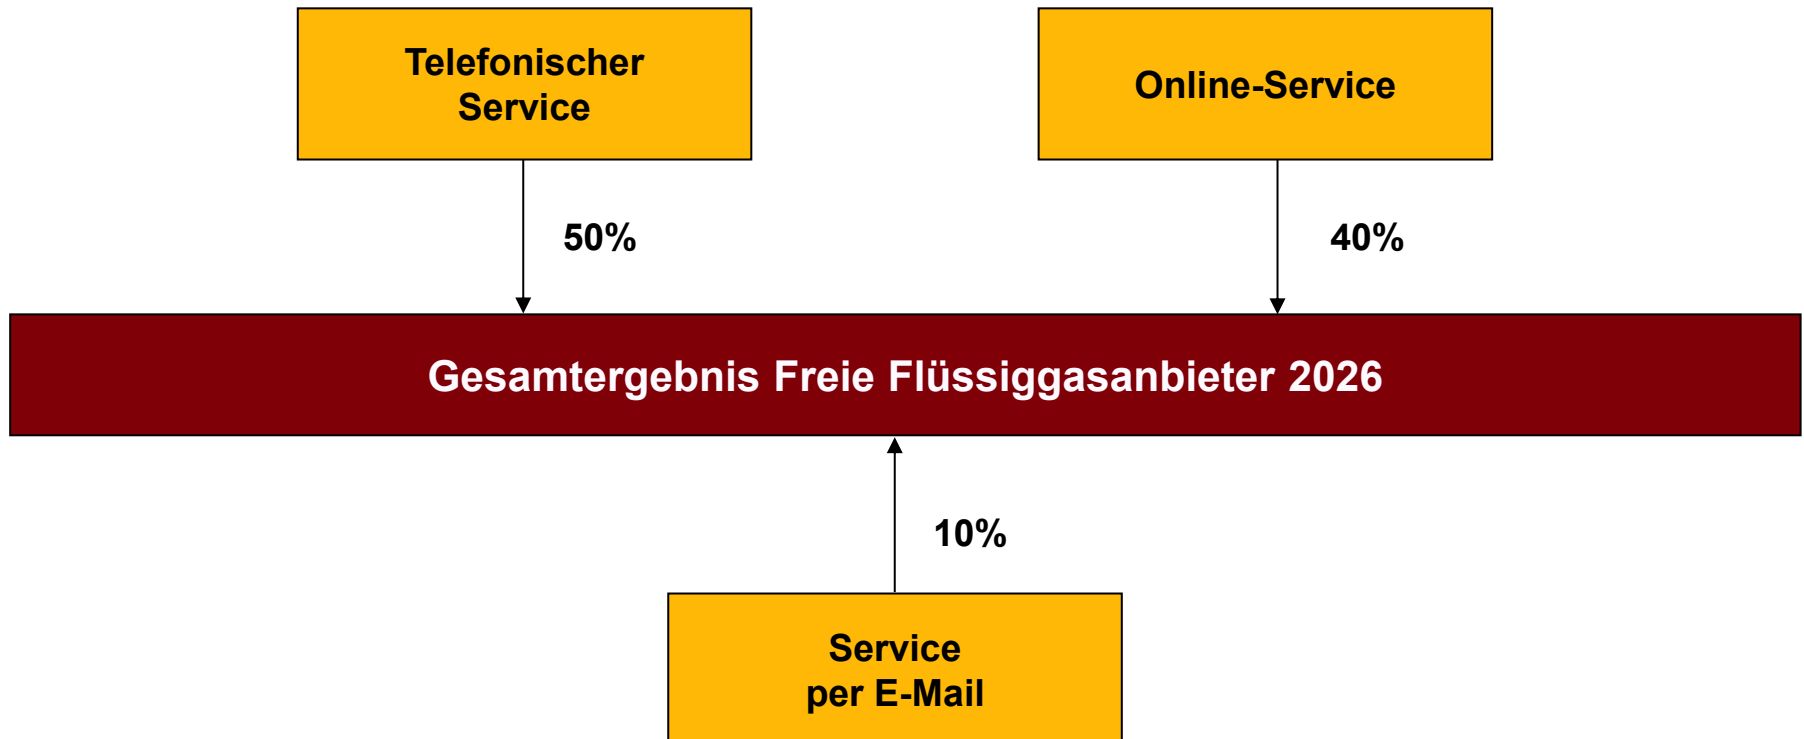 Telefonischer
Service
Online-Service
50%
40%
Gesamtergebnis Freie Flüssiggasanbieter 2026
10%
Service
per E-Mail